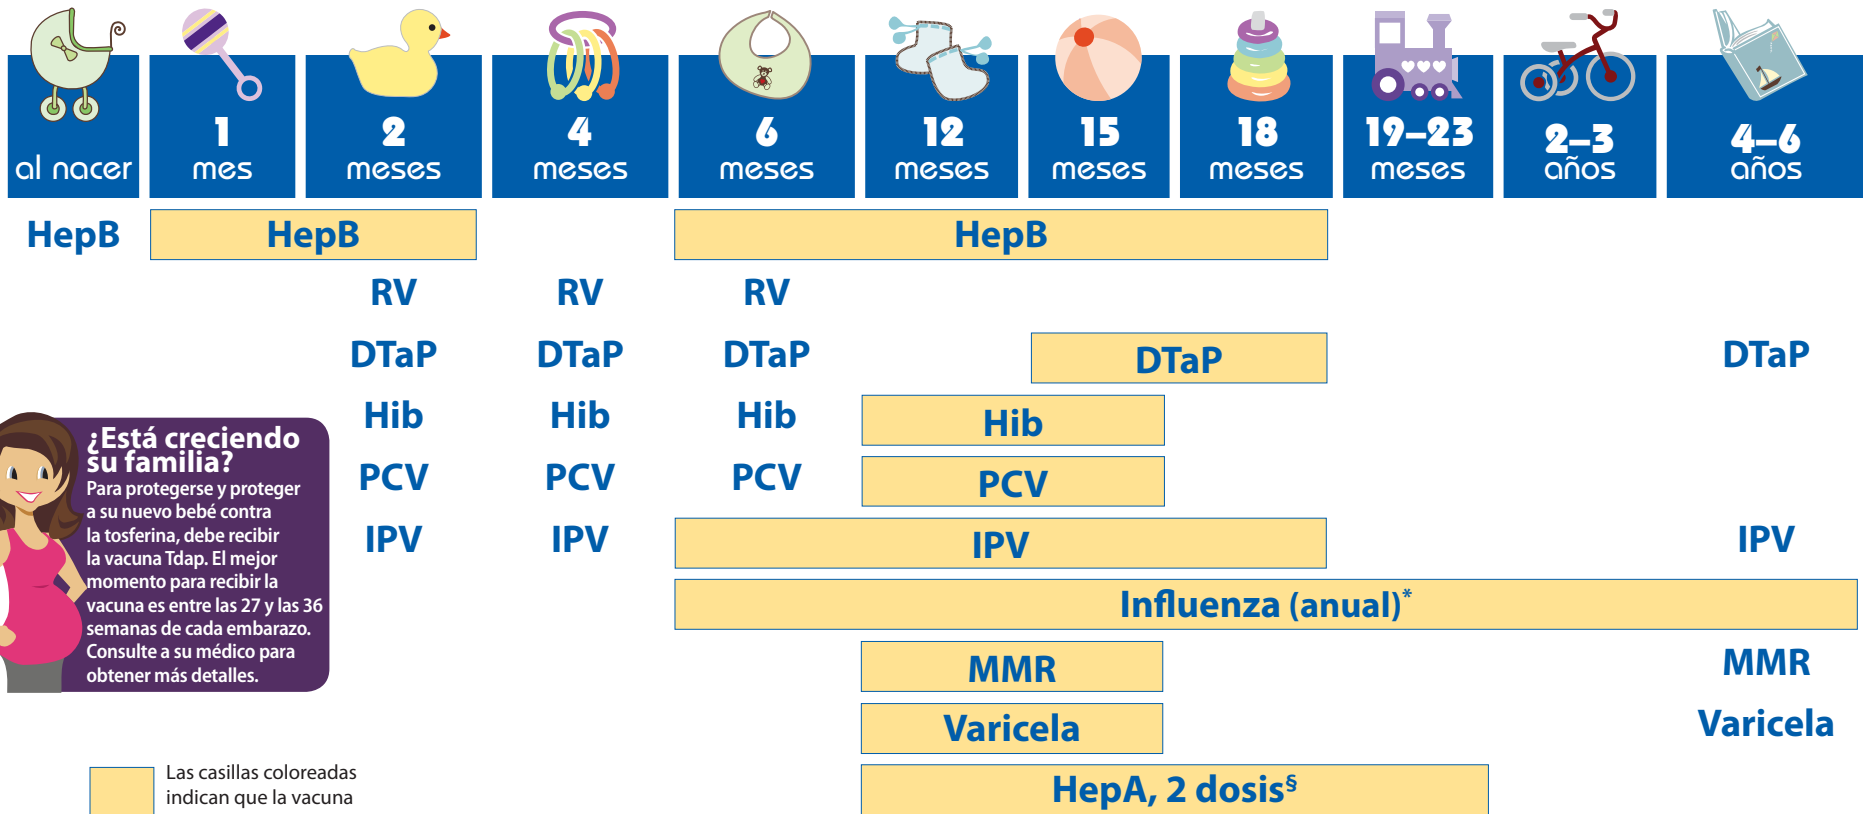 al nacer
1
mes
2
meses
4
meses
6
meses
12
meses
15
meses
18
meses
19–23
meses
2–3
años
4–6
años
HepB HepB HepB
RV RV RV
DTaP DTaP DTaP DTaP DTaP
Hib Hib Hib Hib
PCV PCV PCV PCV
IPV IPV IPV IPV
Influenza (anual)*
MMR MMR
Varicela Varicela
HepA, 2 dosis§
¿Está creciendo
su familia?
Para protegerse y proteger
a su nuevo bebé contra
la tosferina, debe recibir
la vacuna Tdap. El mejor
momento para recibir la
vacuna es entre las 27 y las 36
semanas de cada embarazo.
Consulte a su médico para
obtener más detalles.
Las casillas coloreadas
indican que la vacuna